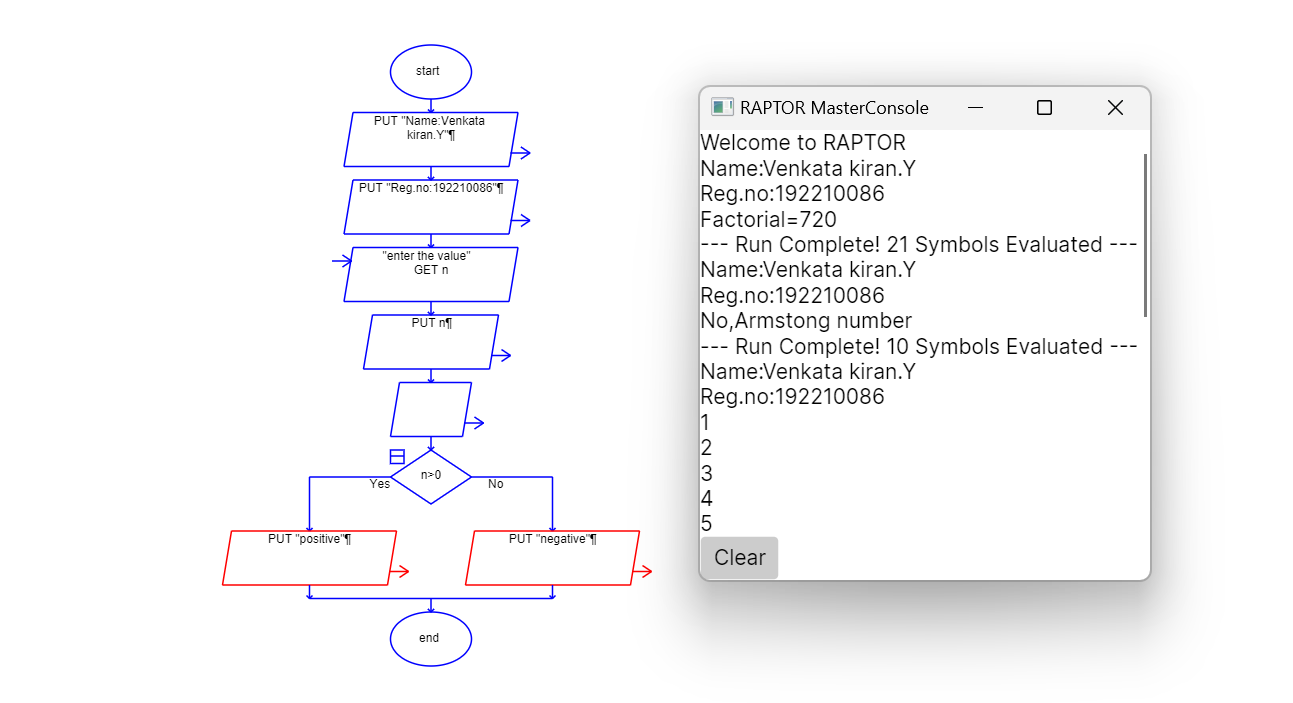 start
PUT "Name:Venkata
kiran.Y"¶
PUT "Reg.no:192210086"¶
"enter the value"
GET n
PUT n¶
n>0
Yes
No
PUT "positive"¶
PUT "negative"¶
end
RAPTOR MasterConsole
Welcome to RAPTOR
Name:Venkata kiran.Y
Reg.no:192210086
Factorial=720
--- Run Complete! 21 Symbols Evaluated ---
Name:Venkata kiran.Y
Reg.no:192210086
No,Armstong number
--- Run Complete! 10 Symbols Evaluated ---
Name:Venkata kiran.Y
Reg.no:192210086
1
2
3
4
5
Clear